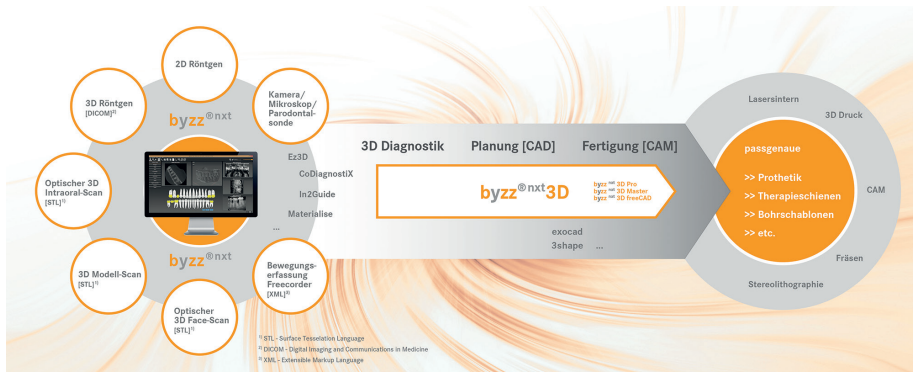 2D Röntgen
3D Röntgen
[DICOM]²⁾
Kamera/
Mikroskop/
Parodontal-
sonde
byzz®nxt
Optischer 3D
Intraoral-Scan
[STL]¹⁾
3D Modell-Scan
[STL]¹⁾
Optischer
3D Face-Scan
[STL]¹⁾
Bewegungs-
erfassung
Freecorder
[XML]³⁾
byzz®nxt
Ez3D
CoDiagnostiX
In2Guide
Materialise
...
3D Diagnostik Planung [CAD] Fertigung [CAM]
byzz®nxt3D
byzz nxt 3D Pro
byzz nxt 3D Master
byzz nxt 3D freeCAD
exocad
3shape ...
Lasersintern
3D Druck
CAM
Fräsen
Stereolithographie
passgenaue
>> Prothetik
>> Therapieschienen
>> Bohrschablonen
>> etc.
¹⁾ STL - Surface Tesselation Language
²⁾ DICOM - Digital Imaging and Communications in Medicine
³⁾ XML - Extensible Markup Language